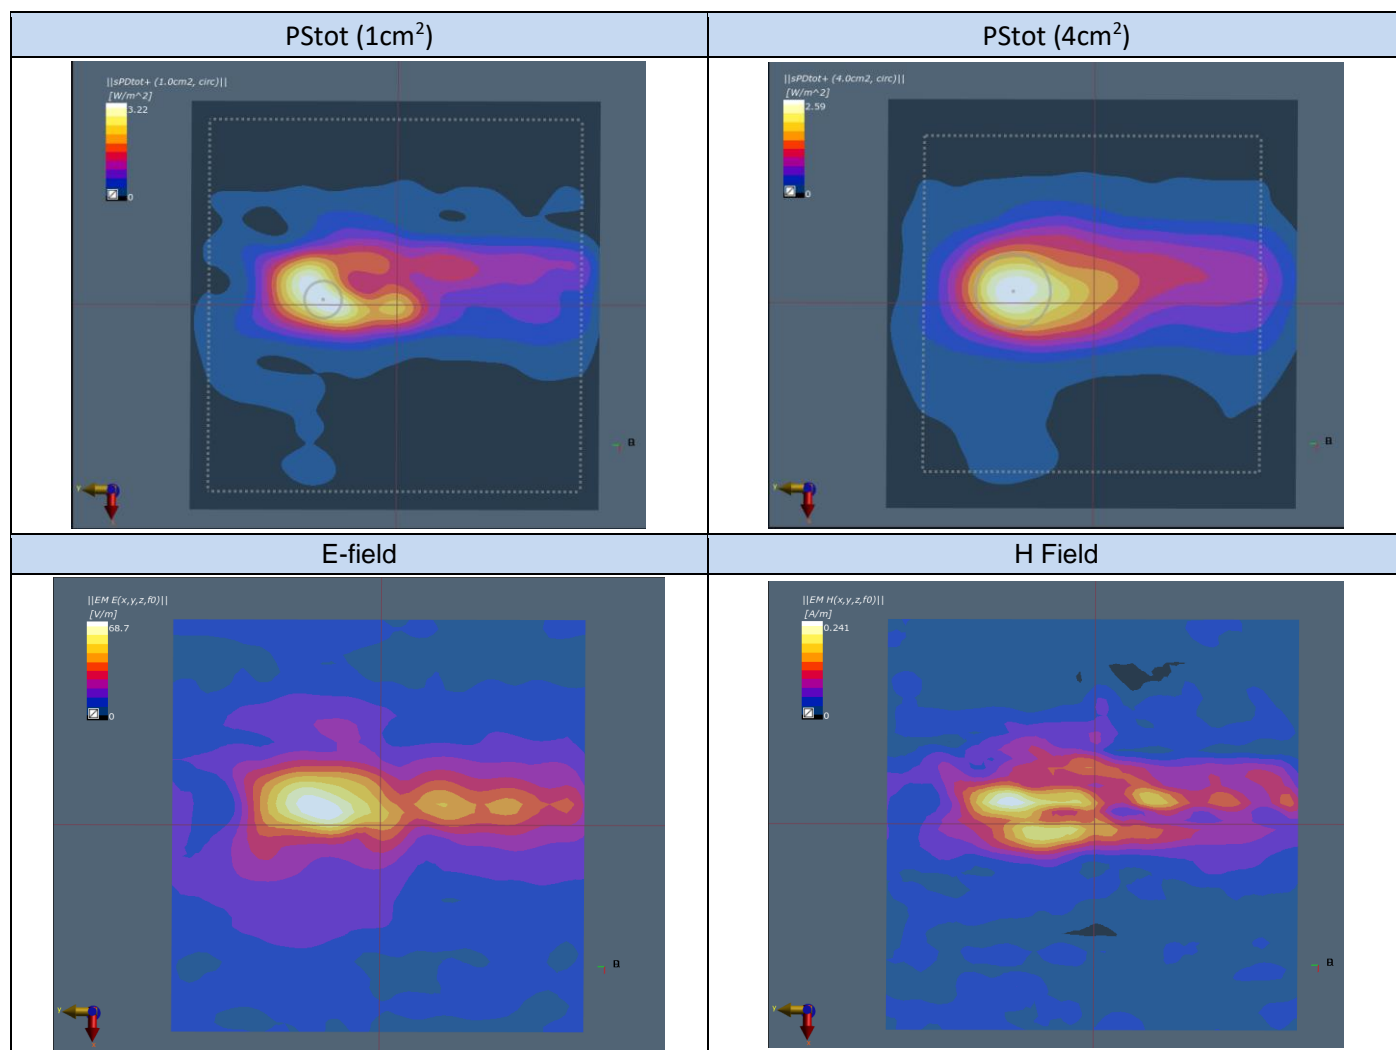 PStot (1cm²)
PStot (4cm²)
||sPDtot+ (1.0cm2, circ)||
[W/m^2]
3.22
0
y
||sPDtot+ (4.0cm2, circ)||
[W/m^2]
2.59
0
y
E-field
H Field
||EM E(x,y,z,f0)||
[V/m]
68.7
0
y
||EM H(x,y,z,f0)||
[A/m]
0.241
0
y